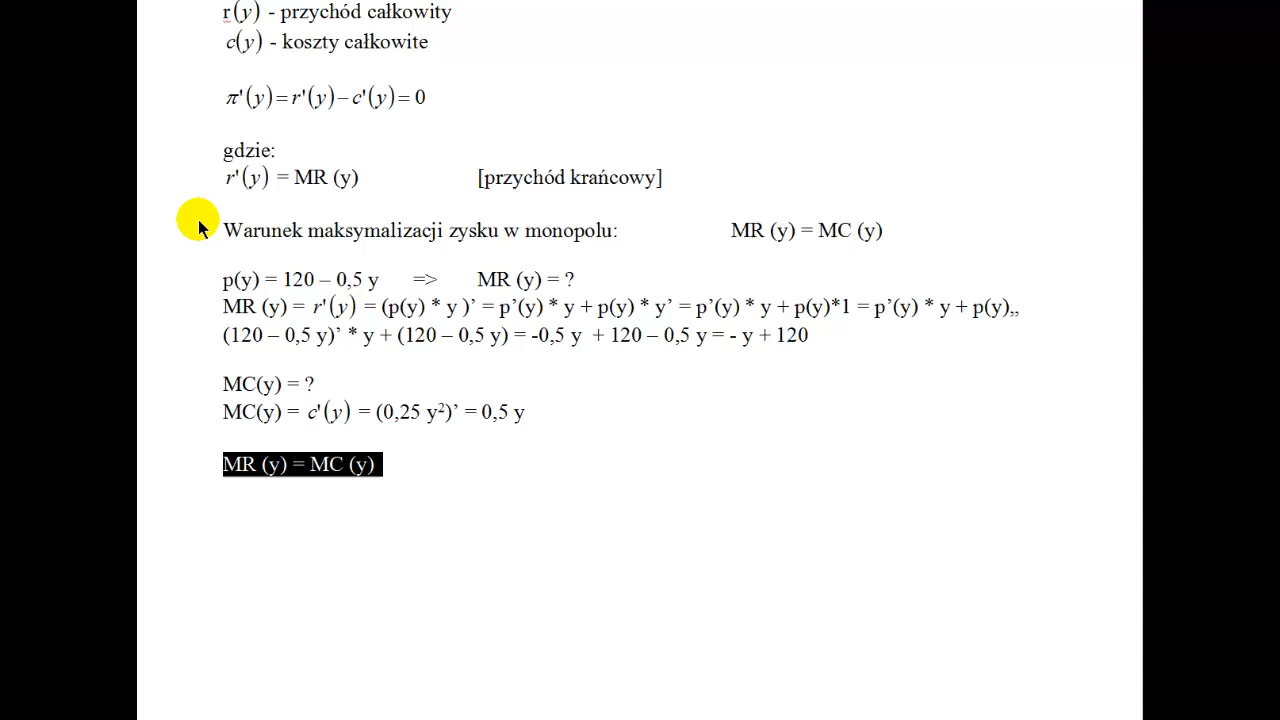 r(y) - przychód całkowity
c(y) - koszty całkowite
π'(y)=r'(y)−c'(y)=0
gdzie:
r'(y) = MR (y) [przychód krańcowy]
Warunek maksymalizacji zysku w monopolu: MR (y) = MC (y)
p(y) = 120 – 0,5 y => MR (y) = ?
MR (y) = r'(y) = (p(y) * y )’ = p’(y) * y + p(y) * y’ = p’(y) * y + p(y)*1 = p’(y) * y + p(y),,
(120 – 0,5 y)’ * y + (120 – 0,5 y) = -0,5 y + 120 – 0,5 y = - y + 120
MC(y) = ?
MC(y) = c'(y) = (0,25 y²)’ = 0,5 y
MR (y) = MC (y)